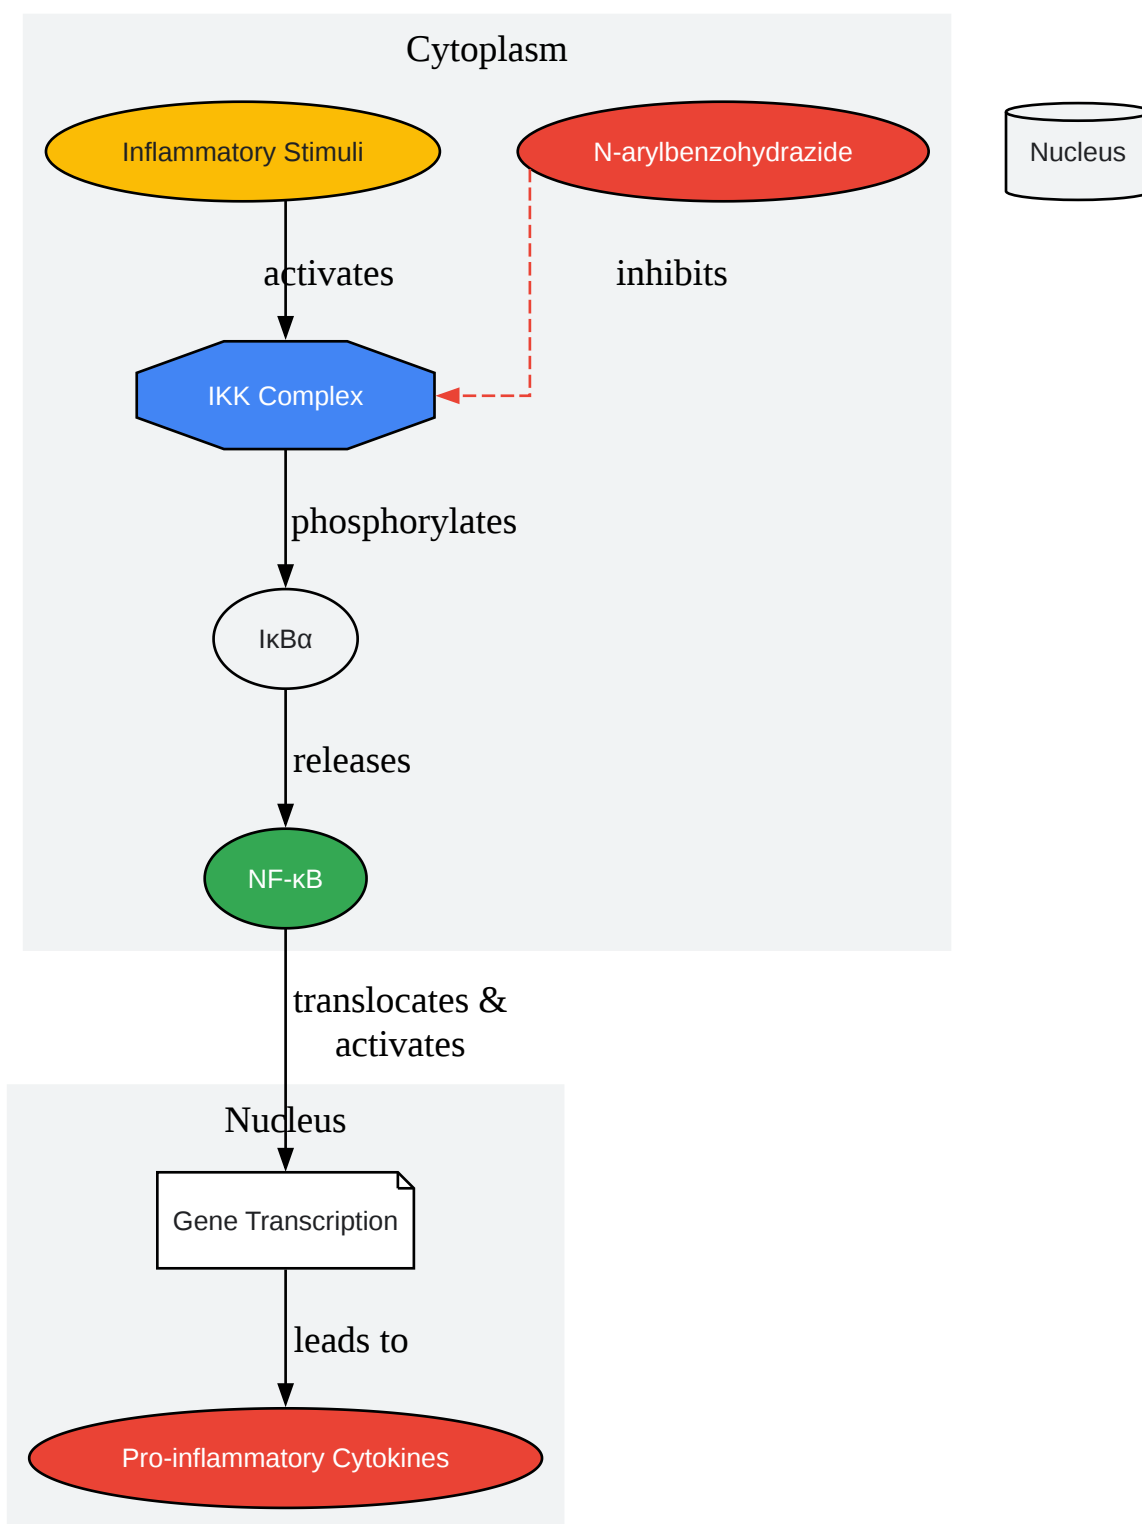 Cytoplasm
Inflammatory Stimuli
N-arylbenzohydrazide
Nucleus
activates
inhibits
IKK Complex
phosphorylates
IκBα
releases
NF-κB
translocates &
activates
Nucleus
Gene Transcription
leads to
Pro-inflammatory Cytokines